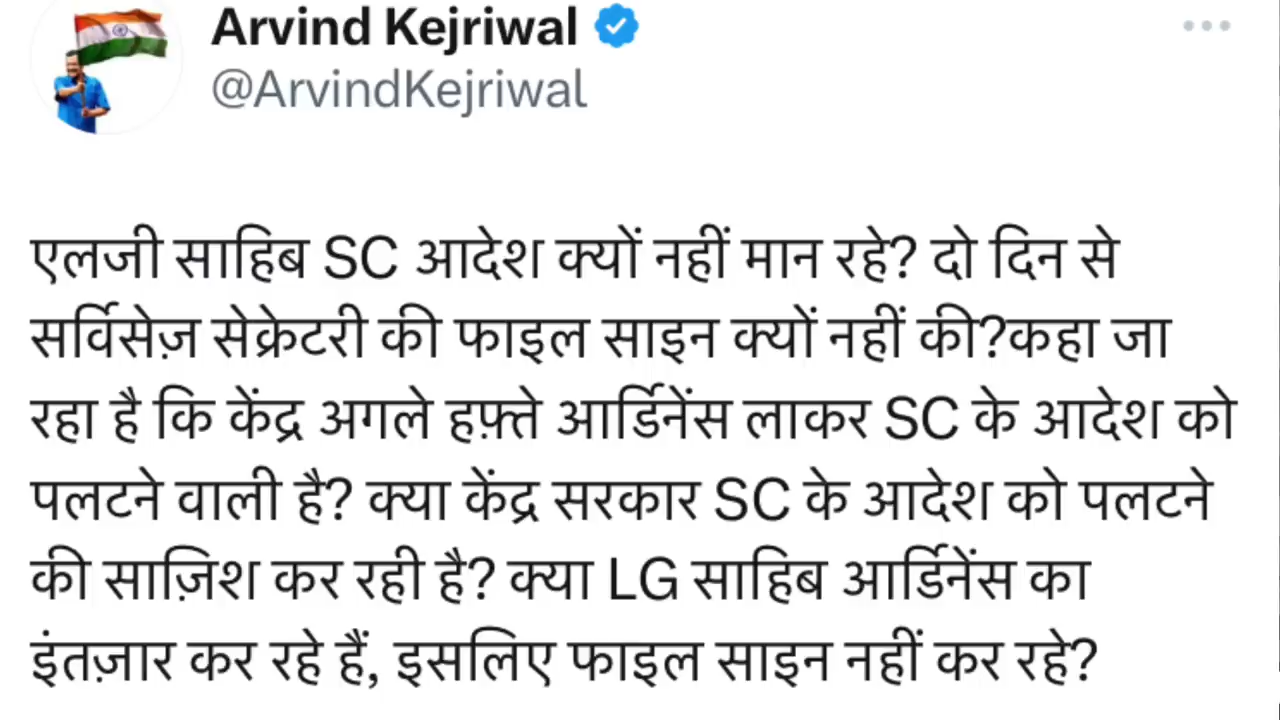 Arvind Kejriwal
@ArvindKejriwal
एलजी साहिब SC आदेश क्यों नहीं मान रहे? दो दिन से
सर्विसेज़ सेक्रेटरी की फाइल साइन क्यों नहीं की?कहा जा
रहा है कि केंद्र अगले हफ़्ते आर्डिनेंस लाकर SC के आदेश को
पलटने वाली है? क्या केंद्र सरकार SC के आदेश को पलटने
की साज़िश कर रही है? क्या LG साहिब आर्डिनेंस का
इंतज़ार कर रहे हैं, इसलिए फाइल साइन नहीं कर रहे?